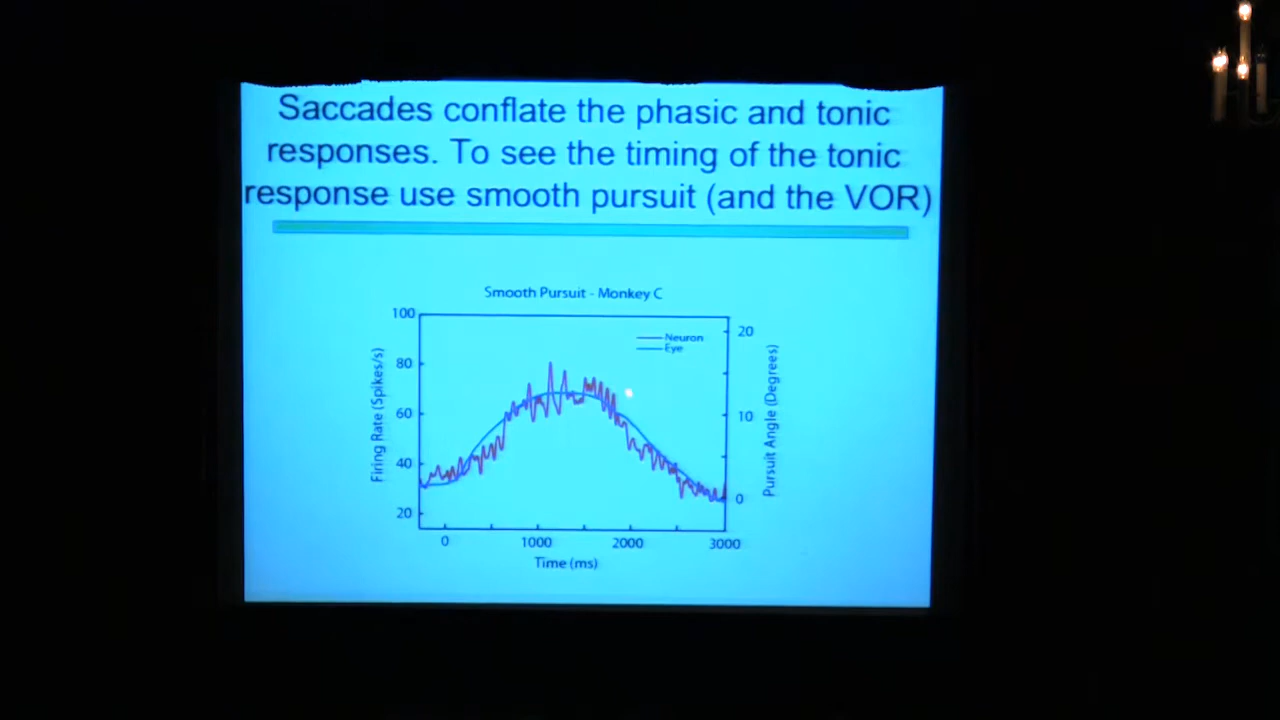 Saccades conflate the phasic and tonic
responses. To see the timing of the tonic
response use smooth pursuit (and the VOR)
Smooth Pursuit - Monkey C
Neuron
Eye
Firing Rate (Spikes/s)
100
80
60
40
20
Pursuit Angle (Degrees)
20
10
0
0 1000 2000 3000
Time (ms)